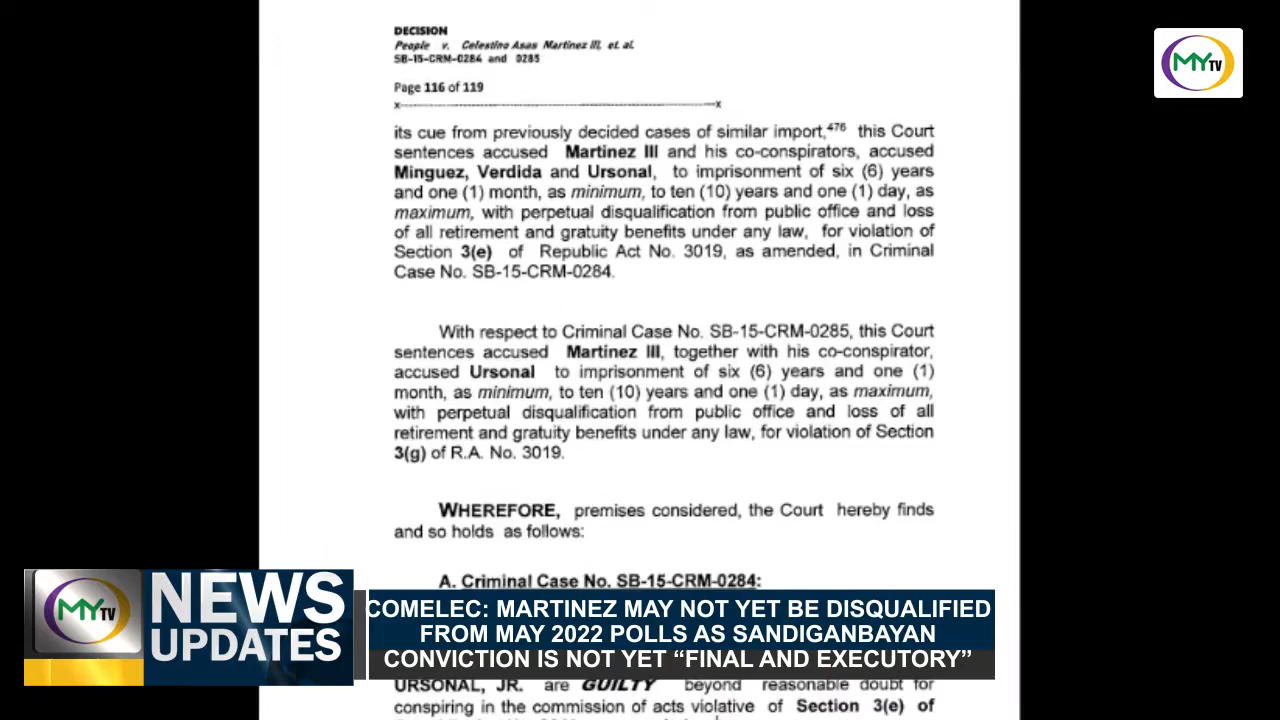 DECISION
People v. Celestino Asas Martinez III, et. al.
SB-15-CRM-0284 and 0285
Page 116 of 119
x-----------------------------------------------------x
its cue from previously decided cases of similar import,476 this Court
sentences accused Martinez III and his co-conspirators, accused
Minguez, Verdida and Ursonal, to imprisonment of six (6) years
and one (1) month, as minimum, to ten (10) years and one (1) day, as
maximum, with perpetual disqualification from public office and loss
of all retirement and gratuity benefits under any law, for violation of
Section 3(e) of Republic Act No. 3019, as amended, in Criminal
Case No. SB-15-CRM-0284.
With respect to Criminal Case No. SB-15-CRM-0285, this Court
sentences accused Martinez III, together with his co-conspirator,
accused Ursonal to imprisonment of six (6) years and one (1)
month, as minimum, to ten (10) years and one (1) day, as maximum,
with perpetual disqualification from public office and loss of all
retirement and gratuity benefits under any law, for violation of Section
3(g) of R.A. No. 3019.
WHEREFORE, premises considered, the Court hereby finds
and so holds as follows:
A. Criminal Case No. SB-15-CRM-0284:
URSONAL, JR. are GUILTY beyond reasonable doubt for
conspiring in the commission of acts violative of Section 3(e) of
MYTV
MYTV
NEWS
UPDATES
COMELEC: MARTINEZ MAY NOT YET BE DISQUALIFIED
FROM MAY 2022 POLLS AS SANDIGANBAYAN
CONVICTION IS NOT YET “FINAL AND EXECUTORY”